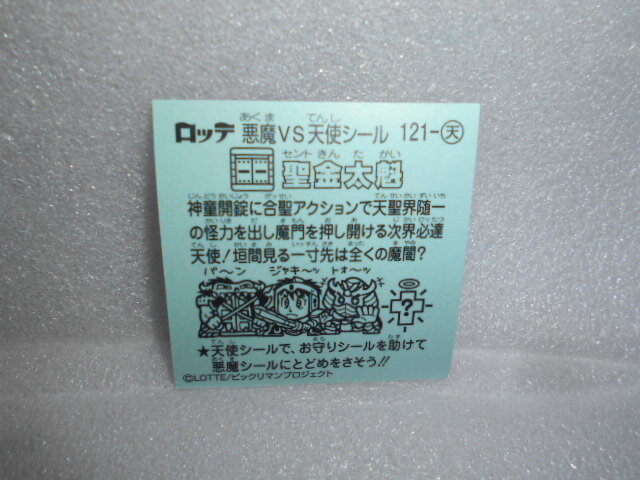 ロッテ 悪魔VS天使シール 121-天
聖金太魁
神童開錠に合聖アクションで天聖界随一
の怪力を出し魔門を押し開ける次界必達
天使!垣間見る一寸先は全くの魔闇?
バ〜ン ジャキ〜ッ トォ〜ッ
?
★天使シールで、お守りシールを助けて
悪魔シールにとどめをさそう!!
©LOTTE/ビックリマンプロジェクト